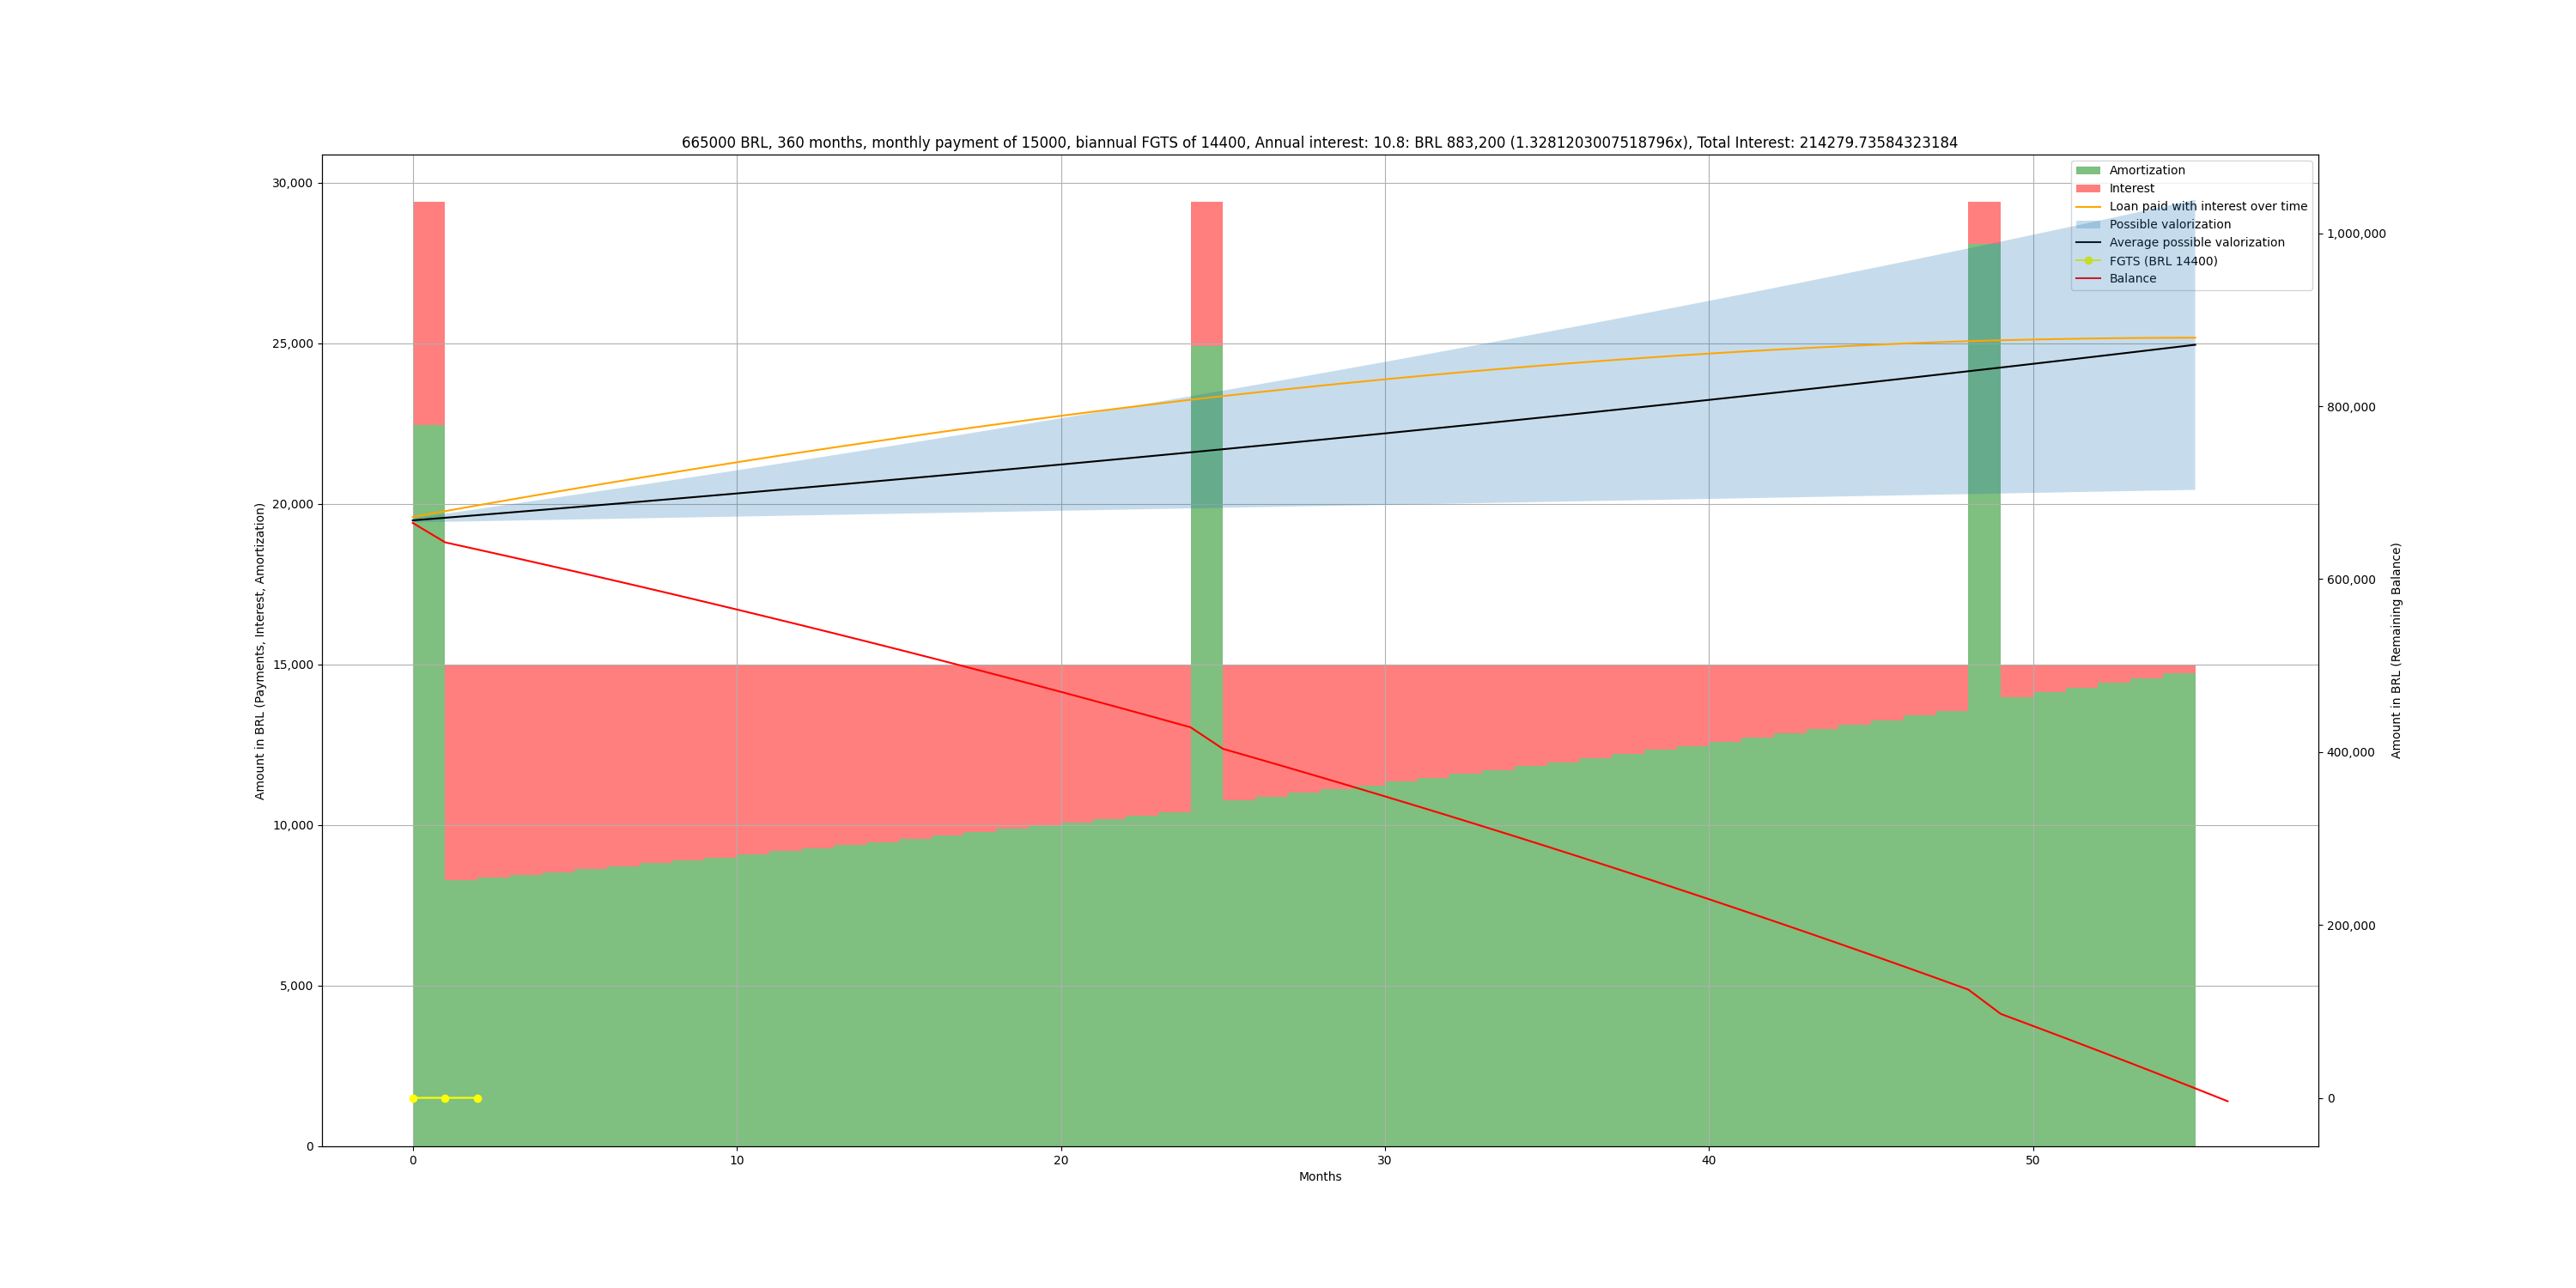 665000 BRL, 360 months, monthly payment of 15000, biannual FGTS of 14400, Annual interest: 10.8: BRL 883,200 (1.3281203007518796x), Total Interest: 214279.73584323184
Amortization
Interest
Loan paid with interest over time
Possible valorization
Average possible valorization
FGTS (BRL 14400)
Balance
Amount in BRL (Payments, Interest, Amortization)
30,000
25,000
20,000
15,000
10,000
5,000
0
1,000,000
800,000
600,000
400,000
200,000
0
Amount in BRL (Remaining Balance)
0 10 20 30 40 50
Months